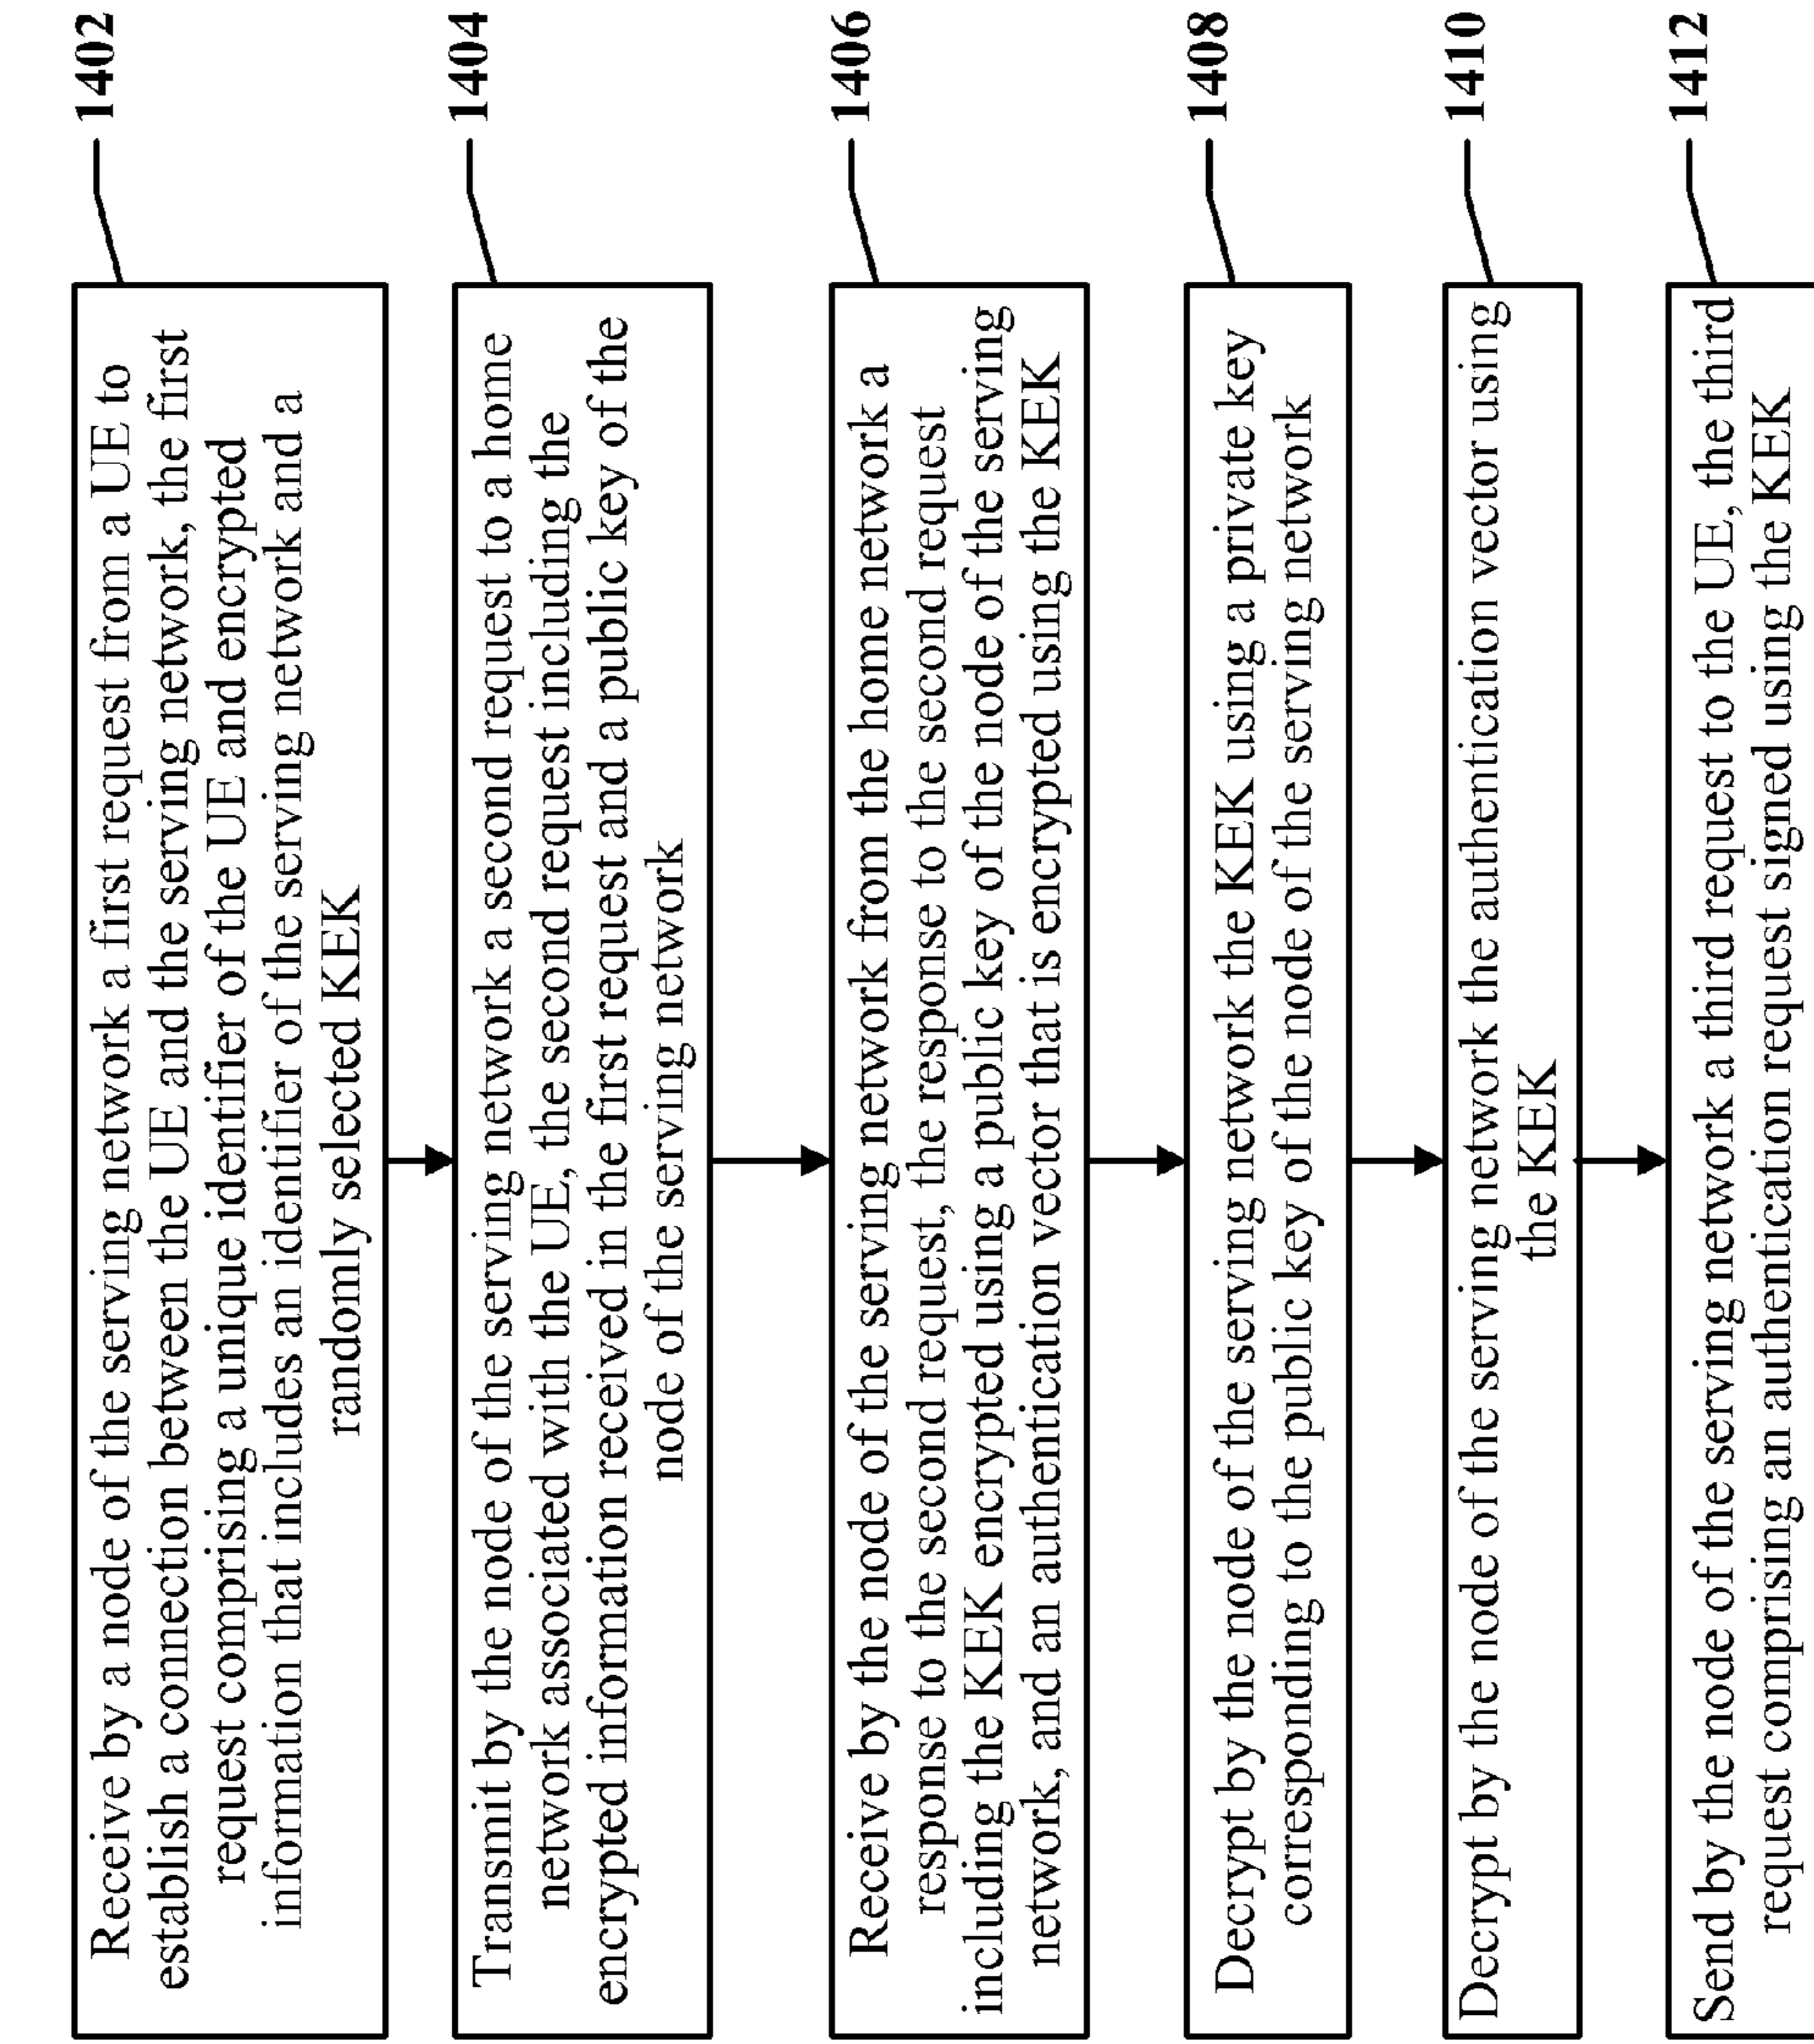 1402
Receive by a node of the serving network a first request from a UE to
establish a connection between the UE and the serving network, the first
request comprising a unique identifier of the UE and encrypted
information that includes an identifier of the serving network and a
randomly selected KEK
1404
Transmit by the node of the serving network a second request to a home
network associated with the UE, the second request including the
encrypted information received in the first request and a public key of the
node of the serving network
1406
Receive by the node of the serving network from the home network a
response to the second request, the response to the second request
including the KEK encrypted using a public key of the node of the serving
network, and an authentication vector that is encrypted using the KEK
1408
Decrypt by the node of the serving network the KEK using a private key
corresponding to the public key of the node of the serving network
1410
Decrypt by the node of the serving network the authentication vector using
the KEK
1412
Send by the node of the serving network a third request to the UE, the third
request comprising an authentication request signed using the KEK